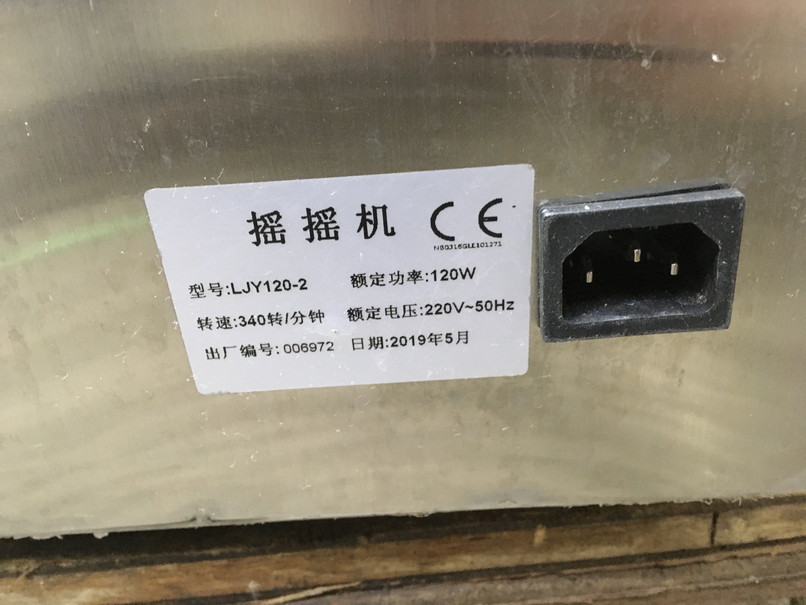 摇摇机 CE
NBGJ16GLE101271
型号:LJY120-2 额定功率:120W
转速:340转/分钟 额定电压:220V~50Hz
出厂编号:006972 日期:2019年5月